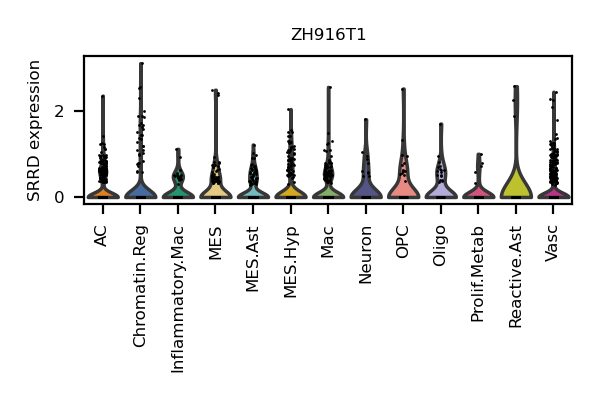 ZH916T1
SRRD expression
2
0
AC
Chromatin.Reg
Inflammatory.Mac
MES
MES.Ast
MES.Hyp
Mac
Neuron
OPC
Oligo
Prolif.Metab
Reactive.Ast
Vasc